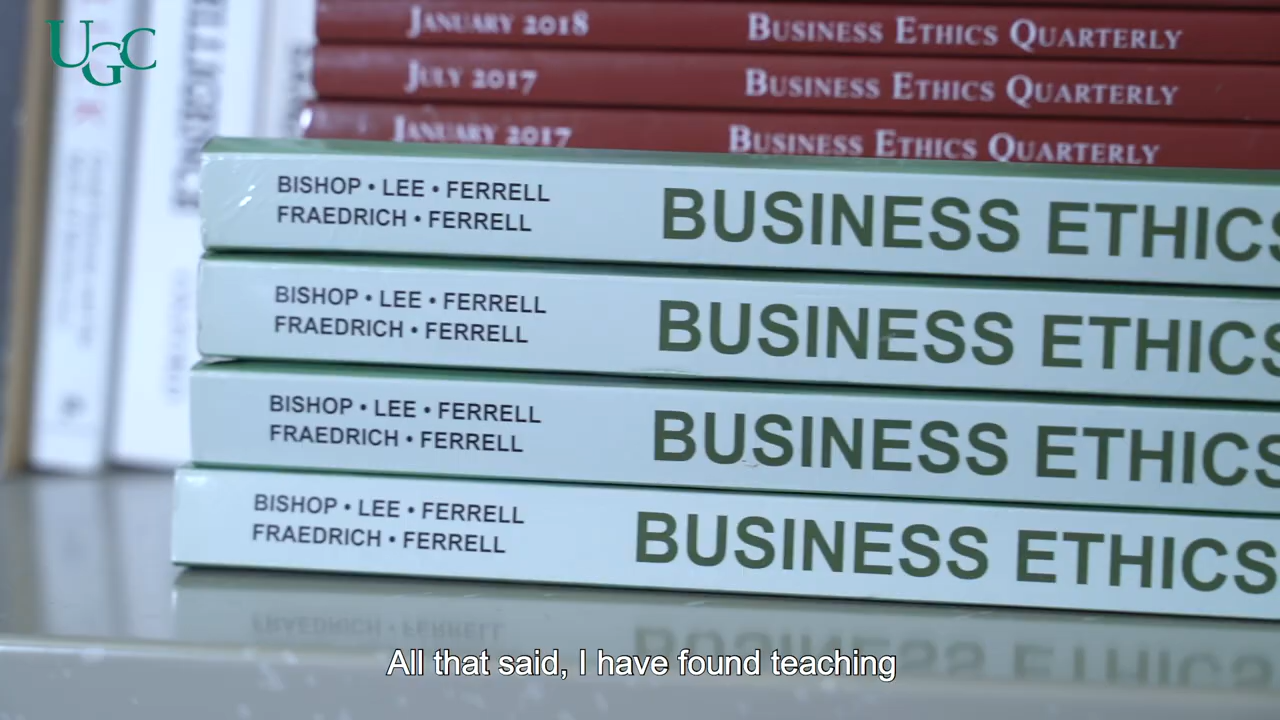 UGC
JANUARY 2018 BUSINESS ETHICS QUARTERLY
JULY 2017 BUSINESS ETHICS QUARTERLY
JANUARY 2017 BUSINESS ETHICS QUARTERLY
BISHOP • LEE • FERRELL
FRAEDRICH • FERRELL
BUSINESS ETHICS
BISHOP • LEE • FERRELL
FRAEDRICH • FERRELL
BUSINESS ETHICS
BISHOP • LEE • FERRELL
FRAEDRICH • FERRELL
BUSINESS ETHICS
BISHOP • LEE • FERRELL
FRAEDRICH • FERRELL
BUSINESS ETHICS
All that said, I have found teaching